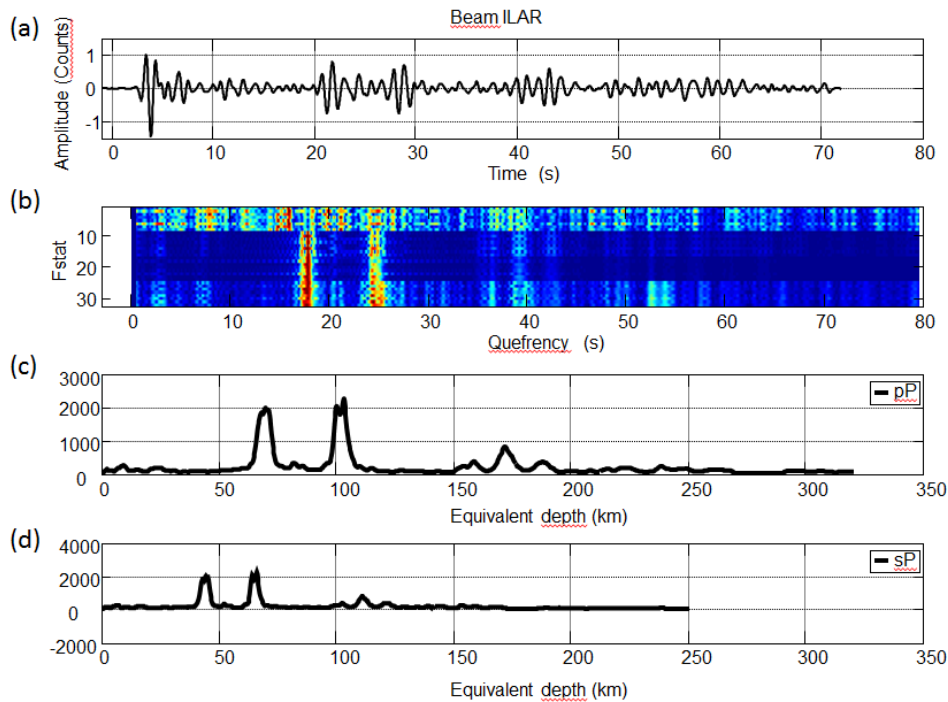 Beam ILAR
(a)
Amplitude (Counts)
1
0
-1
0 10 20 30 40 50 60 70 80
Time (s)
(b)
Fstat
10
20
30
0 10 20 30 40 50 60 70 80
Quefrency (s)
(c)
3000
2000
1000
0
pP
0 50 100 150 200 250 300 350
Equivalent depth (km)
(d)
4000
2000
0
-2000
sP
0 50 100 150 200 250 300 350
Equivalent depth (km)